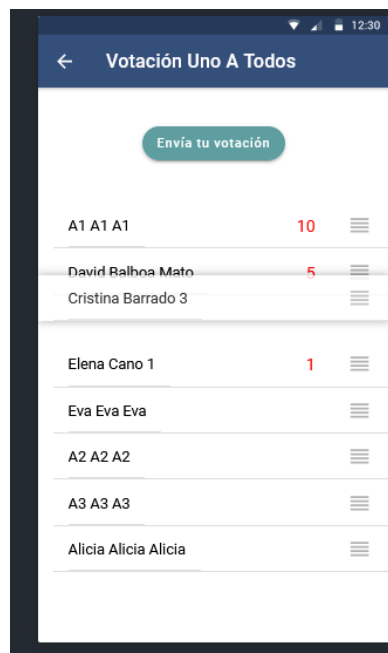 12:30
Votación Uno A Todos
Envía tu votación
A1 A1 A1 10
David Balboa Mato 5
Cristina Barrado 3
Elena Cano 1 1
Eva Eva Eva
A2 A2 A2
A3 A3 A3
Alicia Alicia Alicia